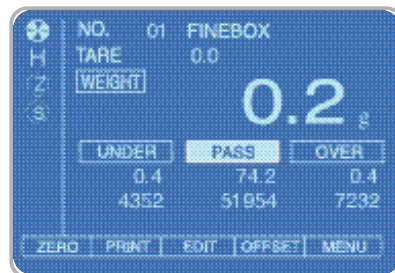 NO. 01 FINEBOX
H TARE 0.0
Z WEIGHT
S 0.2 g
UNDER PASS OVER
0.4 74.2 0.4
4352 51954 7232
ZERO PRINT EDIT OFFSET MENU